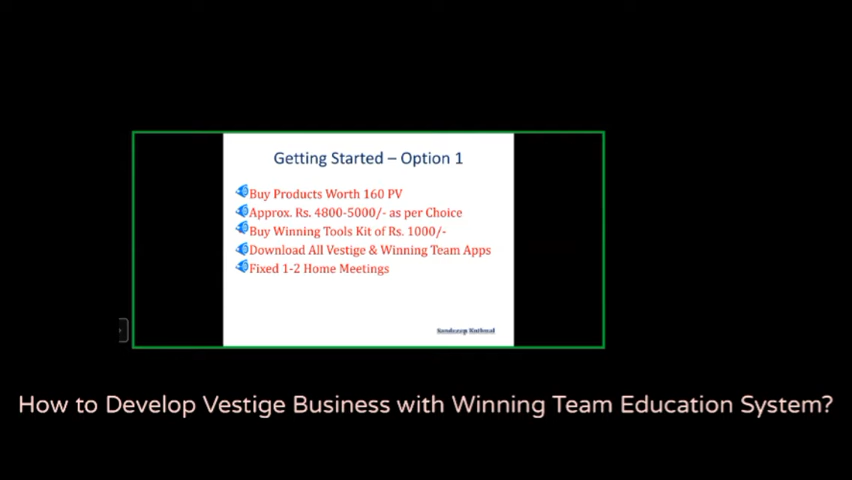 Getting Started – Option 1
Buy Products Worth 160 PV
Approx. Rs. 4800-5000/- as per Choice
Buy Winning Tools Kit of Rs. 1000/-
Download All Vestige & Winning Team Apps
Fixed 1-2 Home Meetings
How to Develop Vestige Business with Winning Team Education System?